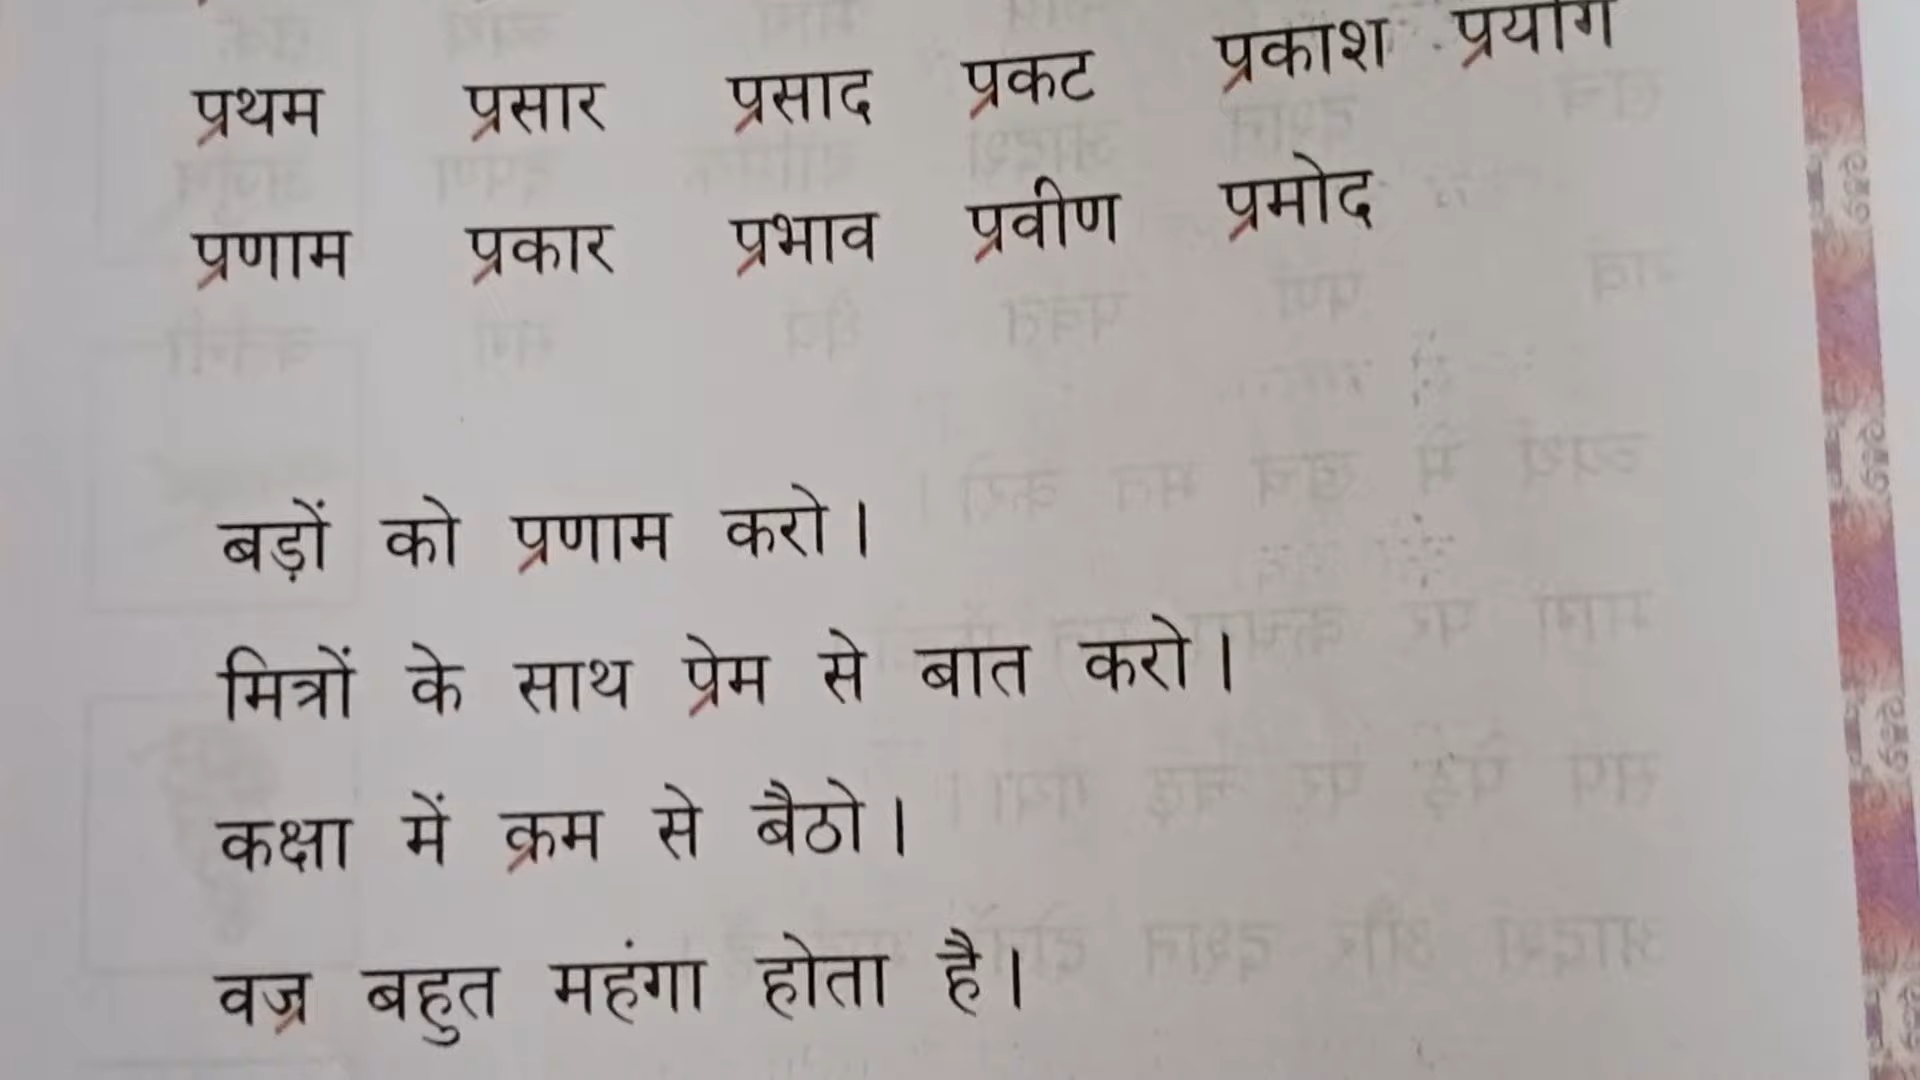 प्रथम प्रसार प्रसाद प्रकट प्रकाश प्रयोग
प्रणाम प्रकार प्रभाव प्रवीण प्रमोद
बड़ों को प्रणाम करो।
मित्रों के साथ प्रेम से बात करो।
कक्षा में क्रम से बैठो।
वज्र बहुत महंगा होता है।